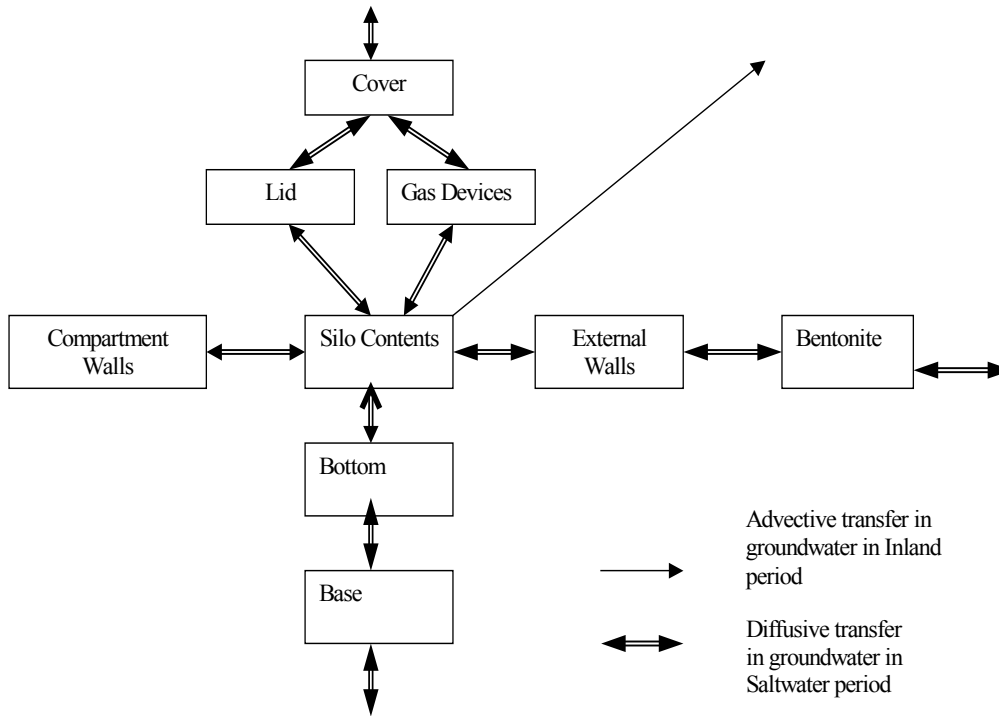 Cover
Lid
Gas Devices
Compartment
Walls
Silo Contents
External
Walls
Bentonite
Bottom
Base
Advective transfer in
groundwater in Inland
period
Diffusive transfer
in groundwater in
Saltwater period